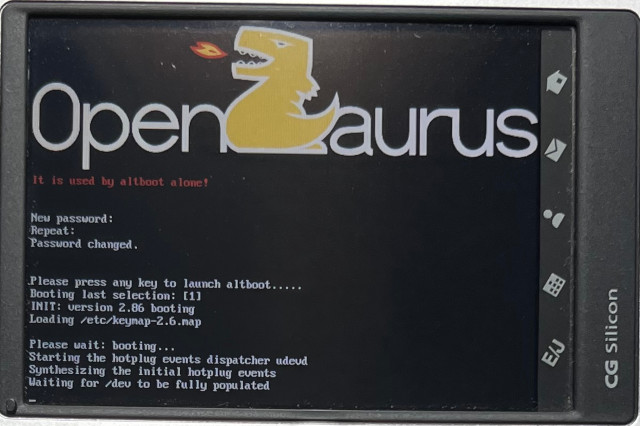 OpenZaurus
It is used by altboot alone!
New password:
Repeat:
Password changed.
Please press any key to launch altboot.....
Booting last selection: [1]
INIT: version 2.86 booting
Loading /etc/keymap-2.6.map
Please wait: booting...
Starting the hotplug events dispatcher udevd
Synthesizing the initial hotplug events
Waiting for /dev to be fully populated
E/J
CG Silicon